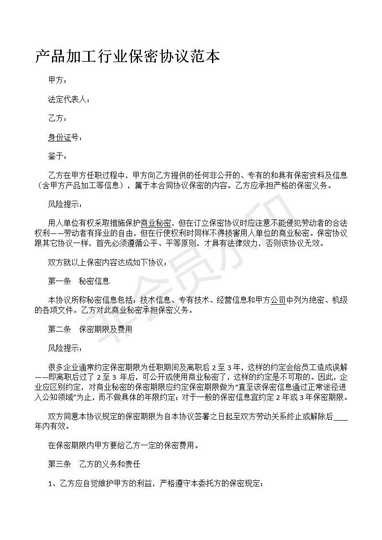 产品加工行业保密协议范本
甲方：
法定代表人：
乙方：
身份证号：
鉴于：
乙方在甲方任职过程中，甲方向乙方提供的任何非公开的、专有的和具有保密资料及信息
（含甲方产品加工等信息），属于本合同协议保密的内容，乙方应承担严格的保密义务。
风险提示：
用人单位有权采取措施保护商业秘密，但在订立保密协议时应注意不能侵犯劳动者的合法
权利——劳动者有择业的自由，但在行使权利时同样不得损害用人单位的商业秘密，保密协议
跟其它协议一样，首先必须遵循公平、平等原则，才具有法律效力，否则该协议无效。
双方就以上保密内容达成如下协议：
第一条 秘密信息
本协议所称秘密信息包括：技术信息、专有技术、经营信息和甲方公司中列为绝密、机级
的各项文件。乙方对此商业秘密承担保密义务。
第二条 保密期限及费用
风险提示：
很多企业通常约定保密期限为任职期间及离职后 2 至 3 年，这样的约定会给员工造成误解
——即离职后过了 2 至 3 年后，可公开或使用商业秘密了，这样的约定是不可取的。因此，企
业应区别约定，对商业秘密的保密期限应约定保密期限做为“直至该保密信息通过正常途径进
入公知领域”为止，而不做具体的年限约定；对于一般的保密信息宜约定 2 年或 3 年保密期限。
双方同意本协议规定的保密期限为自本协议签署之日起至双方劳动关系终止或解除后____
年内有效。
在保密期限内甲方要给乙方一定的保密费用。
第三条 乙方的义务和责任
1、乙方应自觉维护甲方的利益，严格遵守本委托方的保密规定；
非会员水印